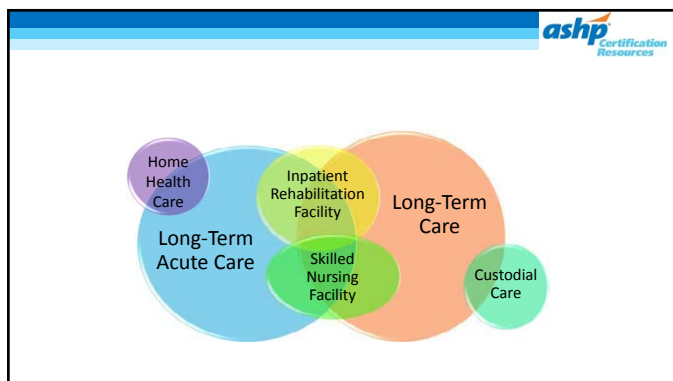 ashp
Certification
Resources
Home
Health
Care
Inpatient
Rehabilitation
Facility
Long-Term
Care
Long-Term
Acute Care
Skilled
Nursing
Facility
Custodial
Care